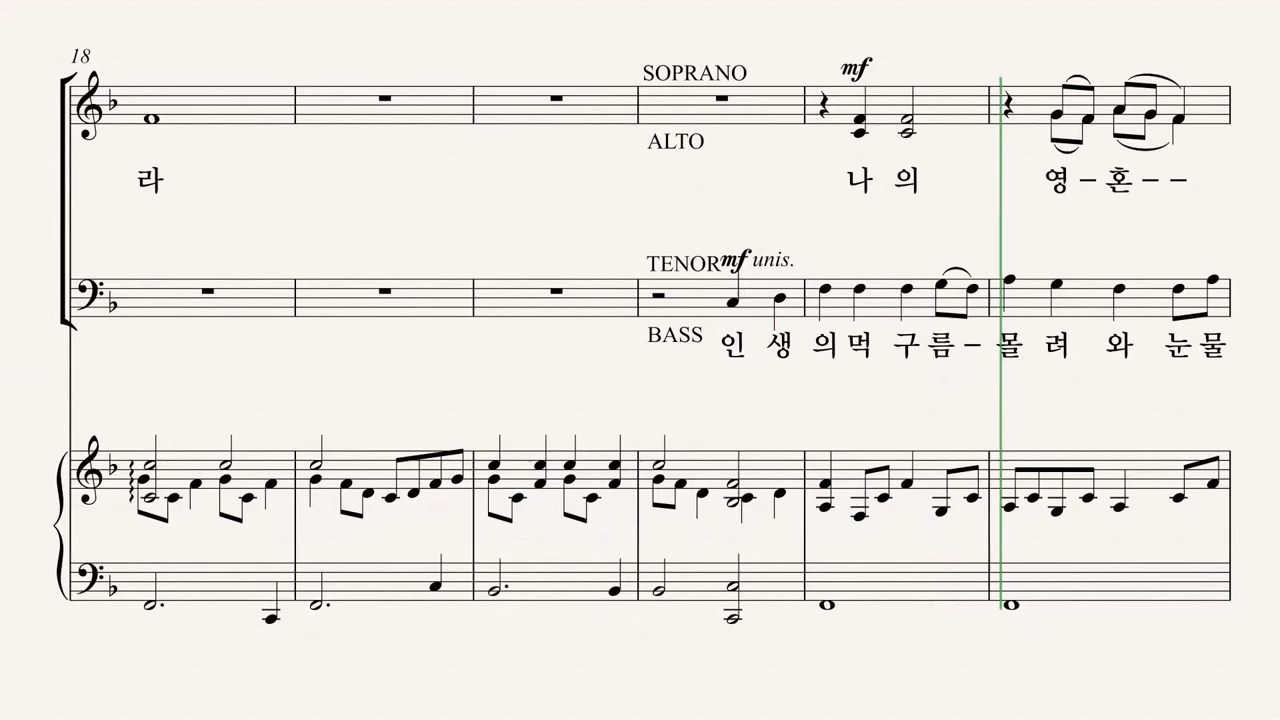 18
SOPRANO
mf
ALTO
라 나 의 영 – 혼 – –
TENOR mf unis.
BASS
인 생 의 먹 구 름 – 몰 려 와 눈 물